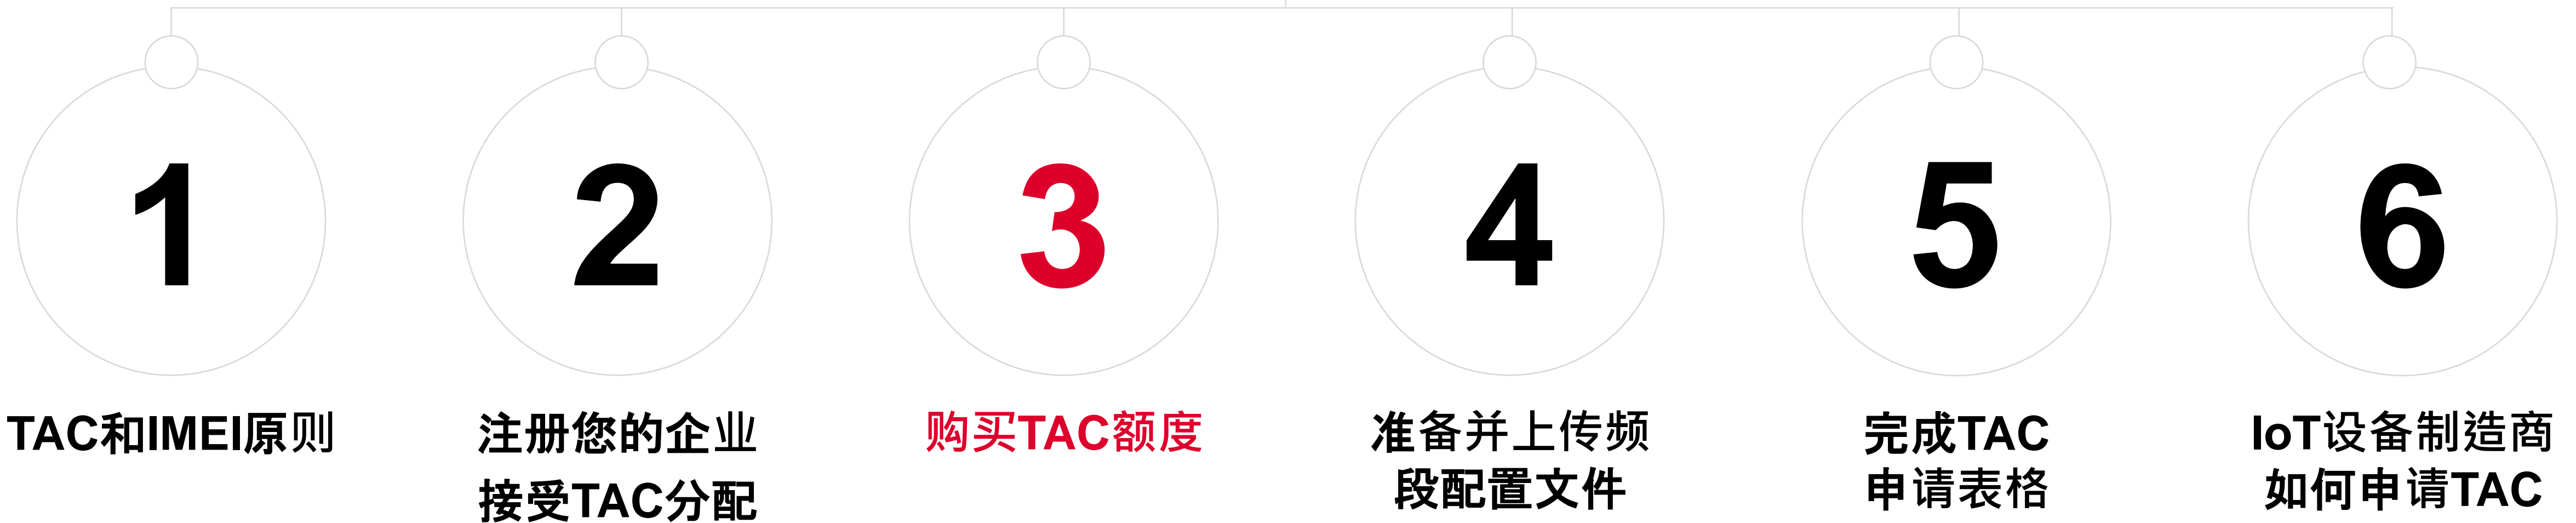 1
2
3
4
5
6
TAC和IMEI原则
注册您的企业
接受TAC分配
购买TAC额度
准备并上传频
段配置文件
完成TAC
申请表格
IoT设备制造商
如何申请TAC